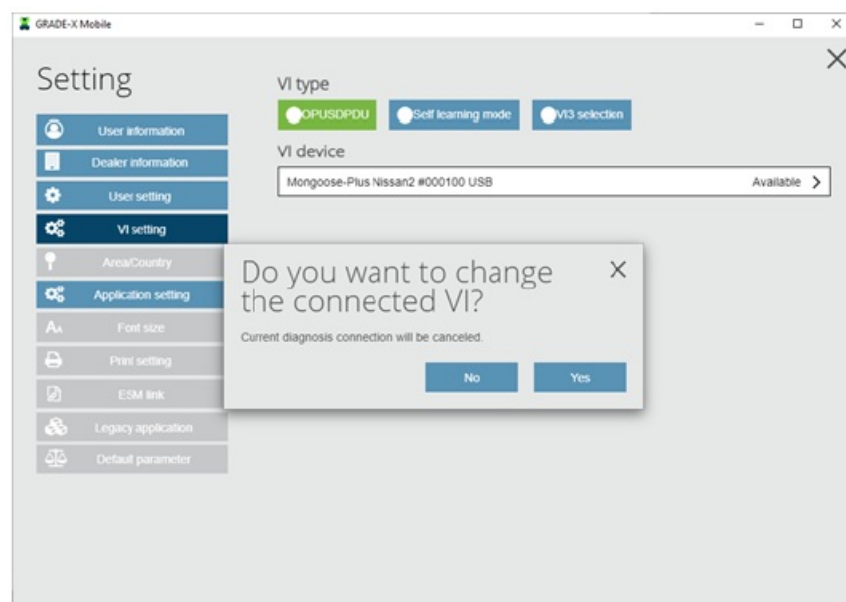 GRADE-X Mobile
Setting
User information
Dealer information
User setting
VI setting
Area/Country
Application setting
Font size
Print setting
ESM link
Legacy application
Default parameter
VI type
OPUSDPDU
Self learning mode
VI3 selection
VI device
Mongoose-Plus Nissan2 #000100 USB
Available
Do you want to change
the connected VI?
Current diagnosis connection will be canceled.
No
Yes